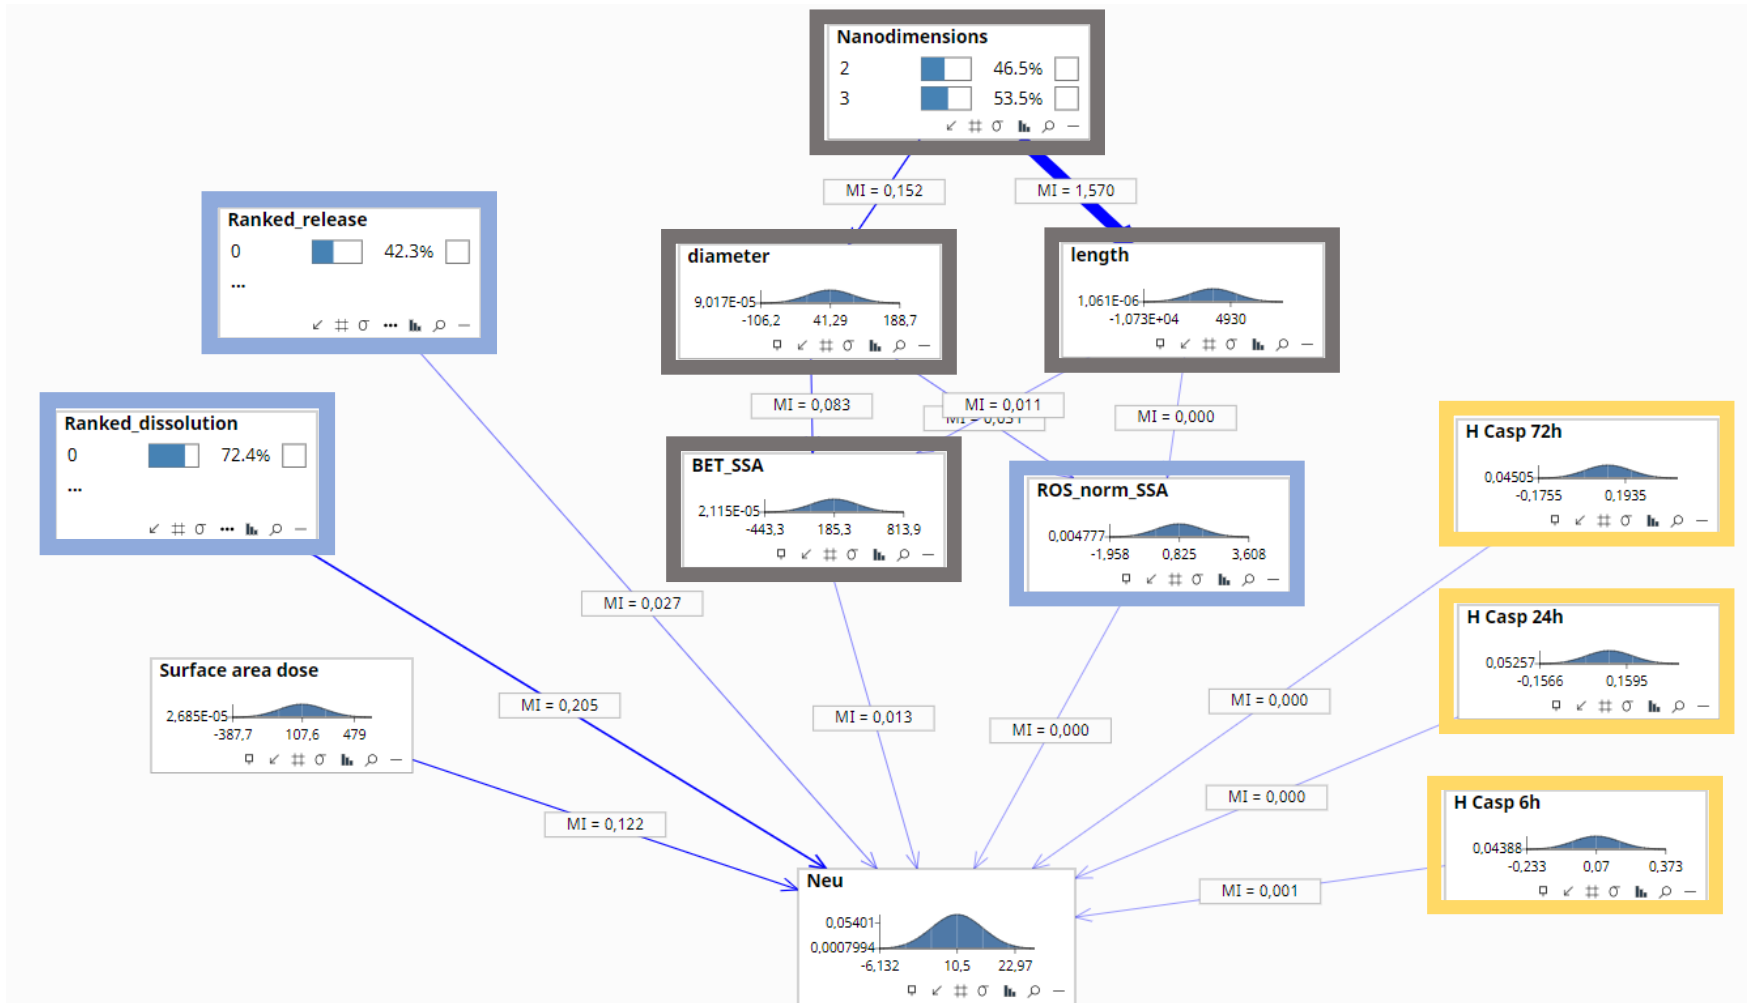 Nanodimensions
2 46.5%
3 53.5%
MI = 0,152
MI = 1,570
Ranked_release
0 42.3%
...
diameter
9,017E-05
-106,2 41,29 188,7
length
1,061E-06
-1,073E+04 4930
MI = 0,083
MI = 0,011
MI = 0,000
Ranked_dissolution
0 72.4%
...
BET_SSA
2,115E-05
-443,3 185,3 813,9
ROS_norm_SSA
0,004777
-1,958 0,825 3,608
H Casp 72h
0,04505
-0,1755 0,1935
MI = 0,027
H Casp 24h
0,05257
-0,1566 0,1595
Surface area dose
2,685E-05
-387,7 107,6 479
MI = 0,205
MI = 0,013
MI = 0,000
MI = 0,000
MI = 0,122
MI = 0,000
H Casp 6h
0,04388
-0,233 0,07 0,373
MI = 0,001
Neu
0,05401
0,0007994
-6,132 10,5 22,97